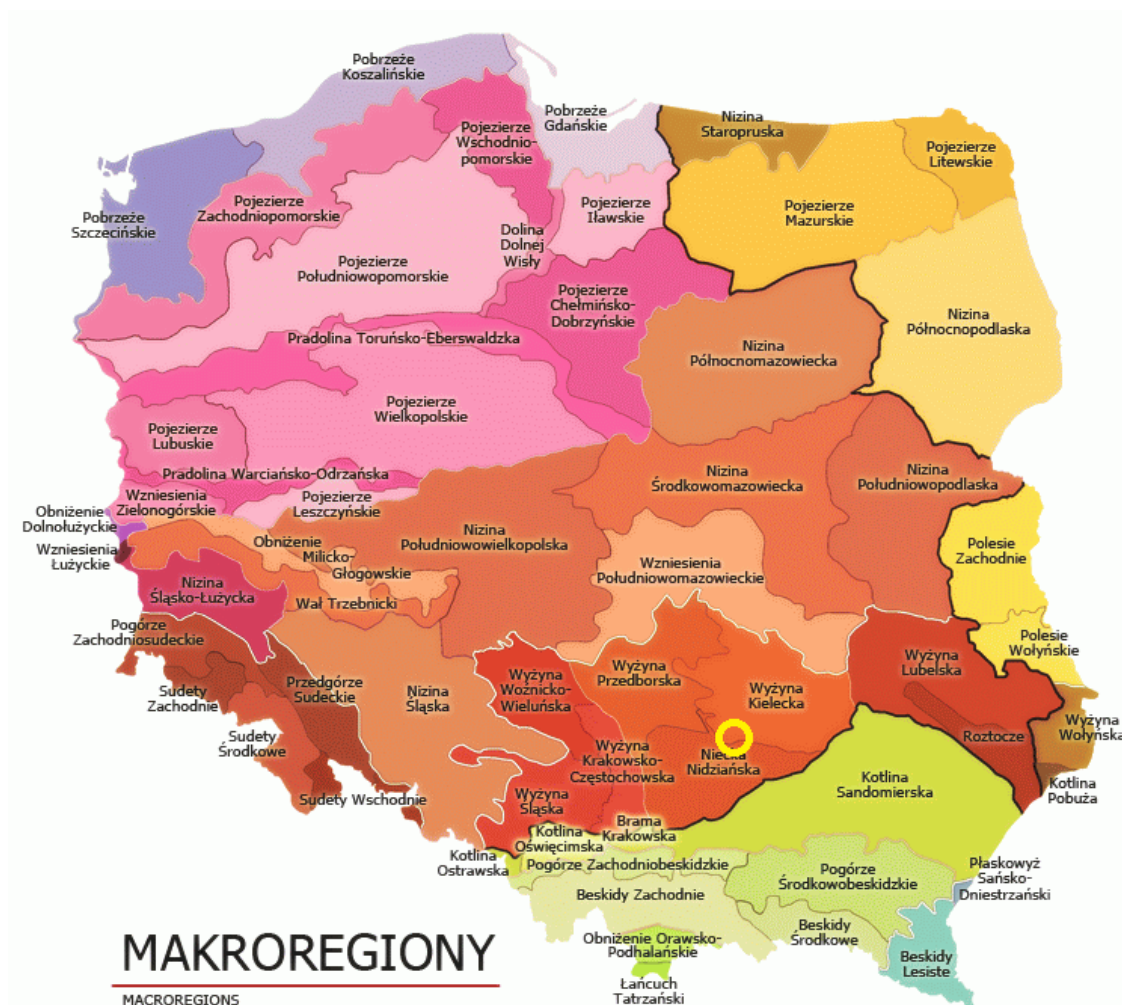 Pobrzeże
Koszalińskie
Pobrzeże
Gdańskie
Nizina
Staropruska
Pojezierze
Wschodnio-
pomorskie
Pojezierze
Litewskie
Pobrzeże
Szczecińskie
Pojezierze
Zachodniopomorskie
Pojezierze
Iławskie
Pojezierze
Mazurskie
Dolina
Dolnej
Wisły
Pojezierze
Południowopomorskie
Pojezierze
Chełmińsko-
Dobrzyńskie
Nizina
Północnopodlaska
Pradolina Toruńsko-Eberswaldzka
Nizina
Północnomazowiecka
Pojezierze
Wielkopolskie
Pojezierze
Lubuskie
Pradolina Warciańsko-Odrzańska
Nizina
Środkowomazowiecka
Nizina
Południowopodlaska
Wzniesienia
Zielonogórskie
Pojezierze
Leszczyńskie
Obniżenie
Dolnołużyckie
Wzniesienia
Łużyckie
Obniżenie
Milicko-
Głogowskie
Nizina
Południowowielkopolska
Wzniesienia
Południowomazowieckie
Polesie
Zachodnie
Nizina
Śląsko-Łużycka
Wał Trzebnicki
Pogórze
Zachodniosudeckie
Polesie
Wołyńskie
Przedgórze
Sudeckie
Nizina
Śląska
Wyżyna
Woźnicko-
Wieluńska
Wyżyna
Przedborska
Wyżyna
Kielecka
Wyżyna
Lubelska
Sudety
Zachodnie
Sudety
Środkowe
Wyżyna
Krakowsko-
Częstochowska
Niecka
Nidziańska
Roztocze
Wyżyna
Wołyńska
Sudety Wschodnie
Wyżyna
Śląska
Kotlina
Sandomierska
Kotlina
Pobuża
Brama
Krakowska
Kotlina
Oświęcimska
Kotlina
Ostrawska
Pogórze Zachodniobeskidzkie
Pogórze
Środkowobeskidzkie
Płaskowyż
Sańsko-
Dniestrzański
Beskidy Zachodnie
Beskidy
Środkowe
Obniżenie Orawsko-
Podhalańskie
Beskidy
Lesiste
Łańcuch
Tatrzański
MAKROREGIONY
MACROREGIONS